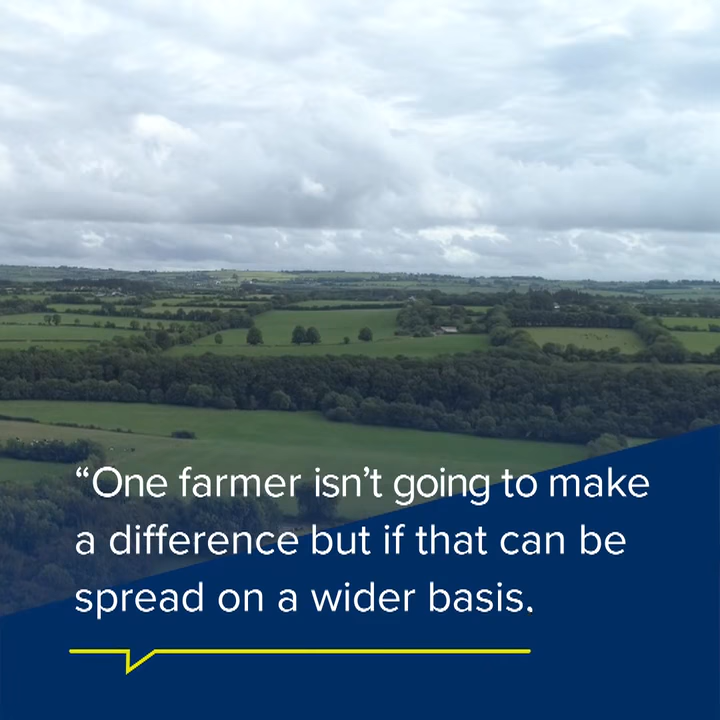 “One farmer isn’t going to make
a difference but if that can be
spread on a wider basis.